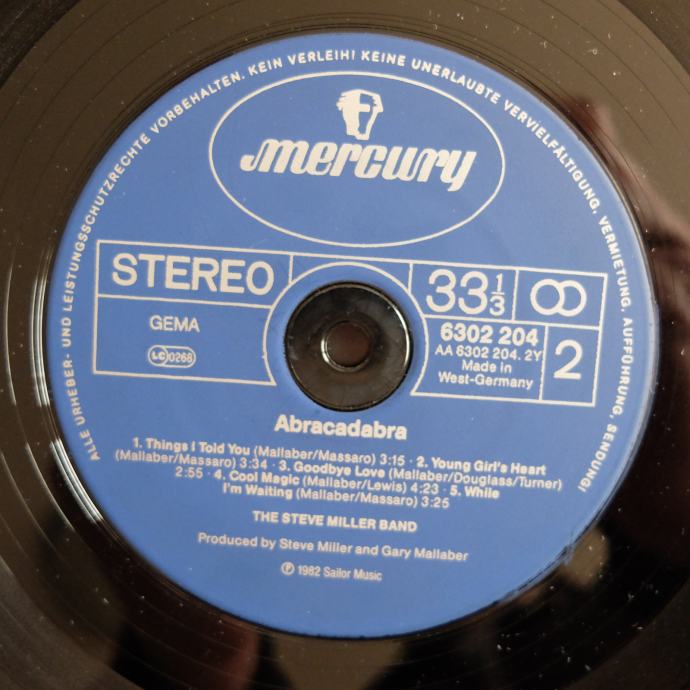 ALLE URHEBER- UND LEISTUNGSSCHUTZRECHTE VORBEHALTEN. KEIN VERLEIH! KEINE UNERLAUBTE VERVIELFÄLTIGUNG, VERMIETUNG, AUFFÜHRUNG, SENDUNG!
mercury
STEREO
33 1/3
GEMA
LC 0268
6302 204
AA 6302 204. 2Y
Made in
West-Germany
2
Abracadabra
1. Things I Told You (Mallaber/Massaro) 3:15 · 2. Young Girl's Heart
(Mallaber/Massaro) 3:34 · 3. Goodbye Love (Mallaber/Douglass/Turner)
2:55 · 4. Cool Magic (Mallaber/Lewis) 4:23 · 5. While
I'm Waiting (Mallaber/Massaro) 3:25
THE STEVE MILLER BAND
Produced by Steve Miller and Gary Mallaber
℗ 1982 Sailor Music